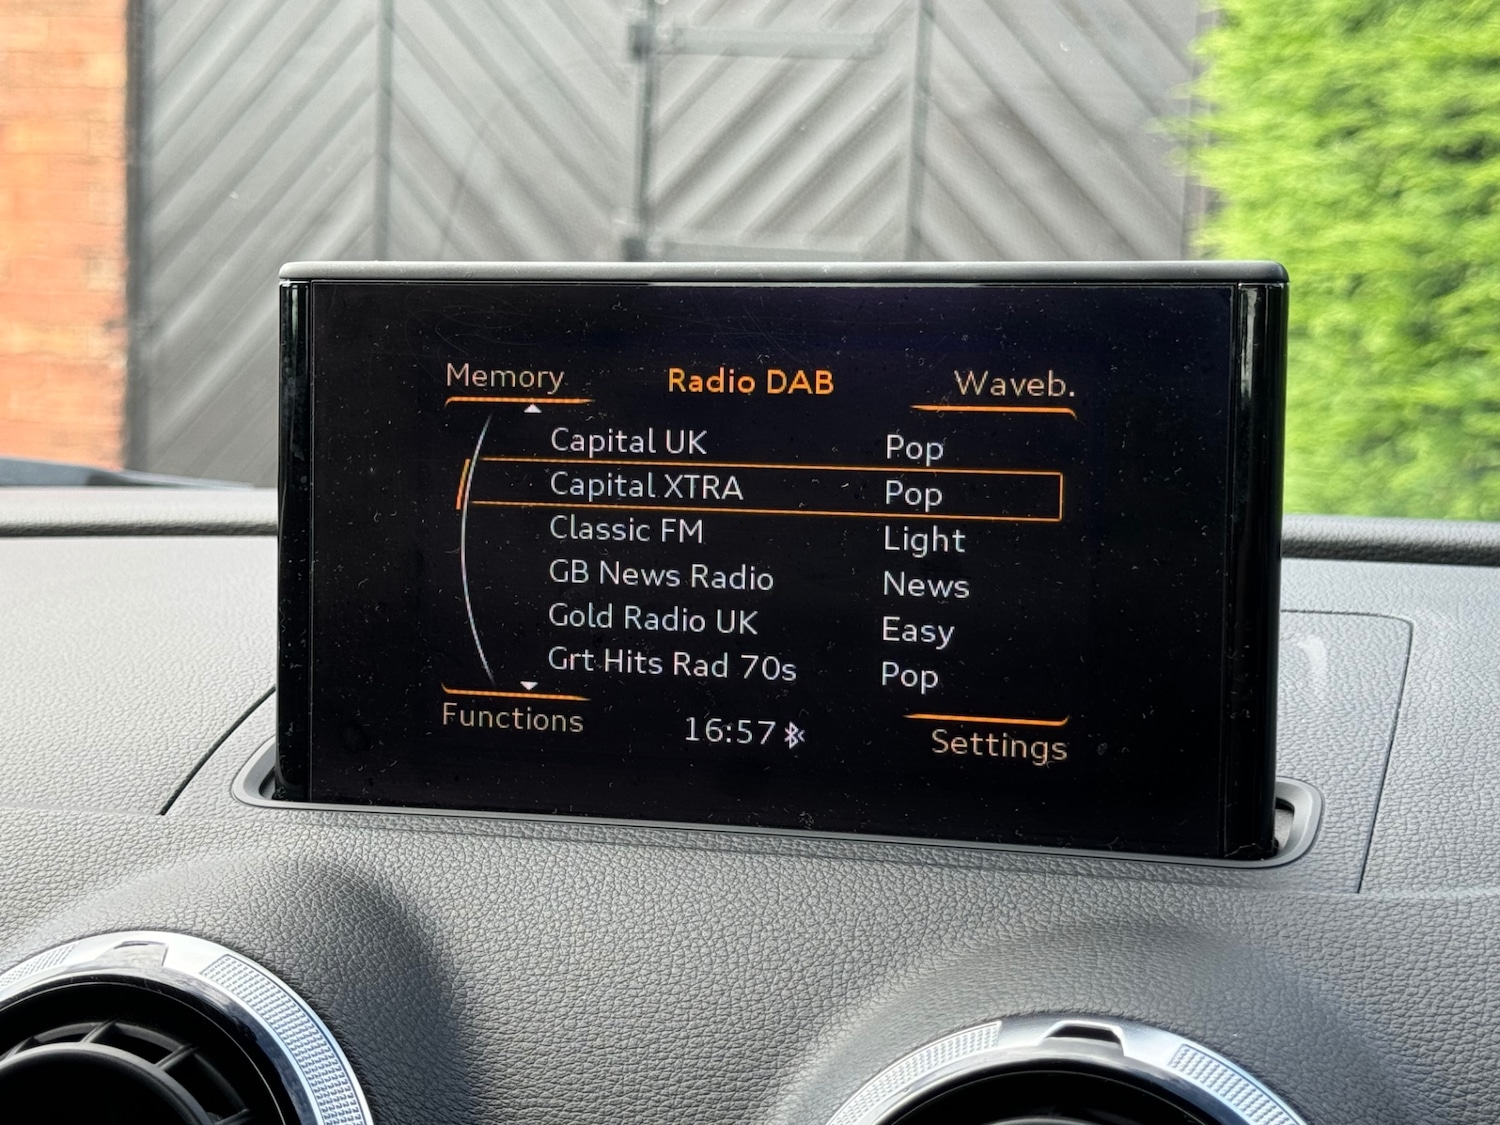 Memory Radio DAB Waveb.
Capital UK Pop
Capital XTRA Pop
Classic FM Light
GB News Radio News
Gold Radio UK Easy
Grt Hits Rad 70s Pop
Functions 16:57 Settings